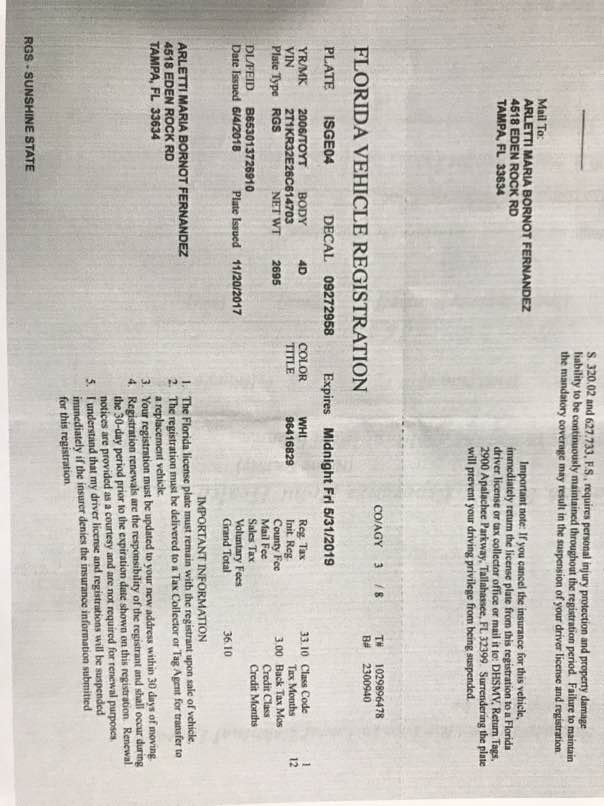 S. 320.02 and 627.733, F.S., requires personal injury protection and property damage
liability to be continuously maintained throughout the registration period. Failure to maintain
the mandatory coverage may result in the suspension of your driver license and registration.
Mail To:
ARLETTI MARIA BORNOT FERNANDEZ
4518 EDEN ROCK RD
TAMPA, FL 33634
Important note: If you cancel the insurance for this vehicle,
immediately return the license plate from this registration to a Florida
driver license or tax collector office or mail it to: DHSMV, Return Tags,
2900 Apalachee Parkway, Tallahassee, FL 32399. Surrendering the plate
will prevent your driving privilege from being suspended.
FLORIDA VEHICLE REGISTRATION
CO/AGY 3 / 8 T# 1029896478
B# 2300940
PLATE ISGE04 DECAL 09272958 Expires Midnight Fri 5/31/2019
YR/MK 2006/TOYT BODY 4D COLOR WHI Reg. Tax 33.10 Class Code 1
VIN 2T1KR32E26C614703 TITLE 96416829 Init. Reg. Tax Months 12
Plate Type RGS NET WT 2695 County Fee 3.00 Back Tax Mos
Mail Fee Credit Class
DL/FEID B653013726910 Sales Tax Credit Months
Date Issued 6/4/2018 Plate Issued 11/20/2017 Voluntary Fees
Grand Total 36.10
IMPORTANT INFORMATION
ARLETTI MARIA BORNOT FERNANDEZ
4518 EDEN ROCK RD
TAMPA, FL 33634
1. The Florida license plate must remain with the registrant upon sale of vehicle.
2. The registration must be delivered to a Tax Collector or Tag Agent for transfer to
a replacement vehicle.
3. Your registration must be updated to your new address within 30 days of moving.
4. Registration renewals are the responsibility of the registrant and shall occur during
the 30-day period prior to the expiration date shown on this registration. Renewal
notices are provided as a courtesy and are not required for renewal purposes.
5. I understand that my driver license and registrations will be suspended
immediately if the insurer denies the insurance information submitted
for this registration.
RGS - SUNSHINE STATE